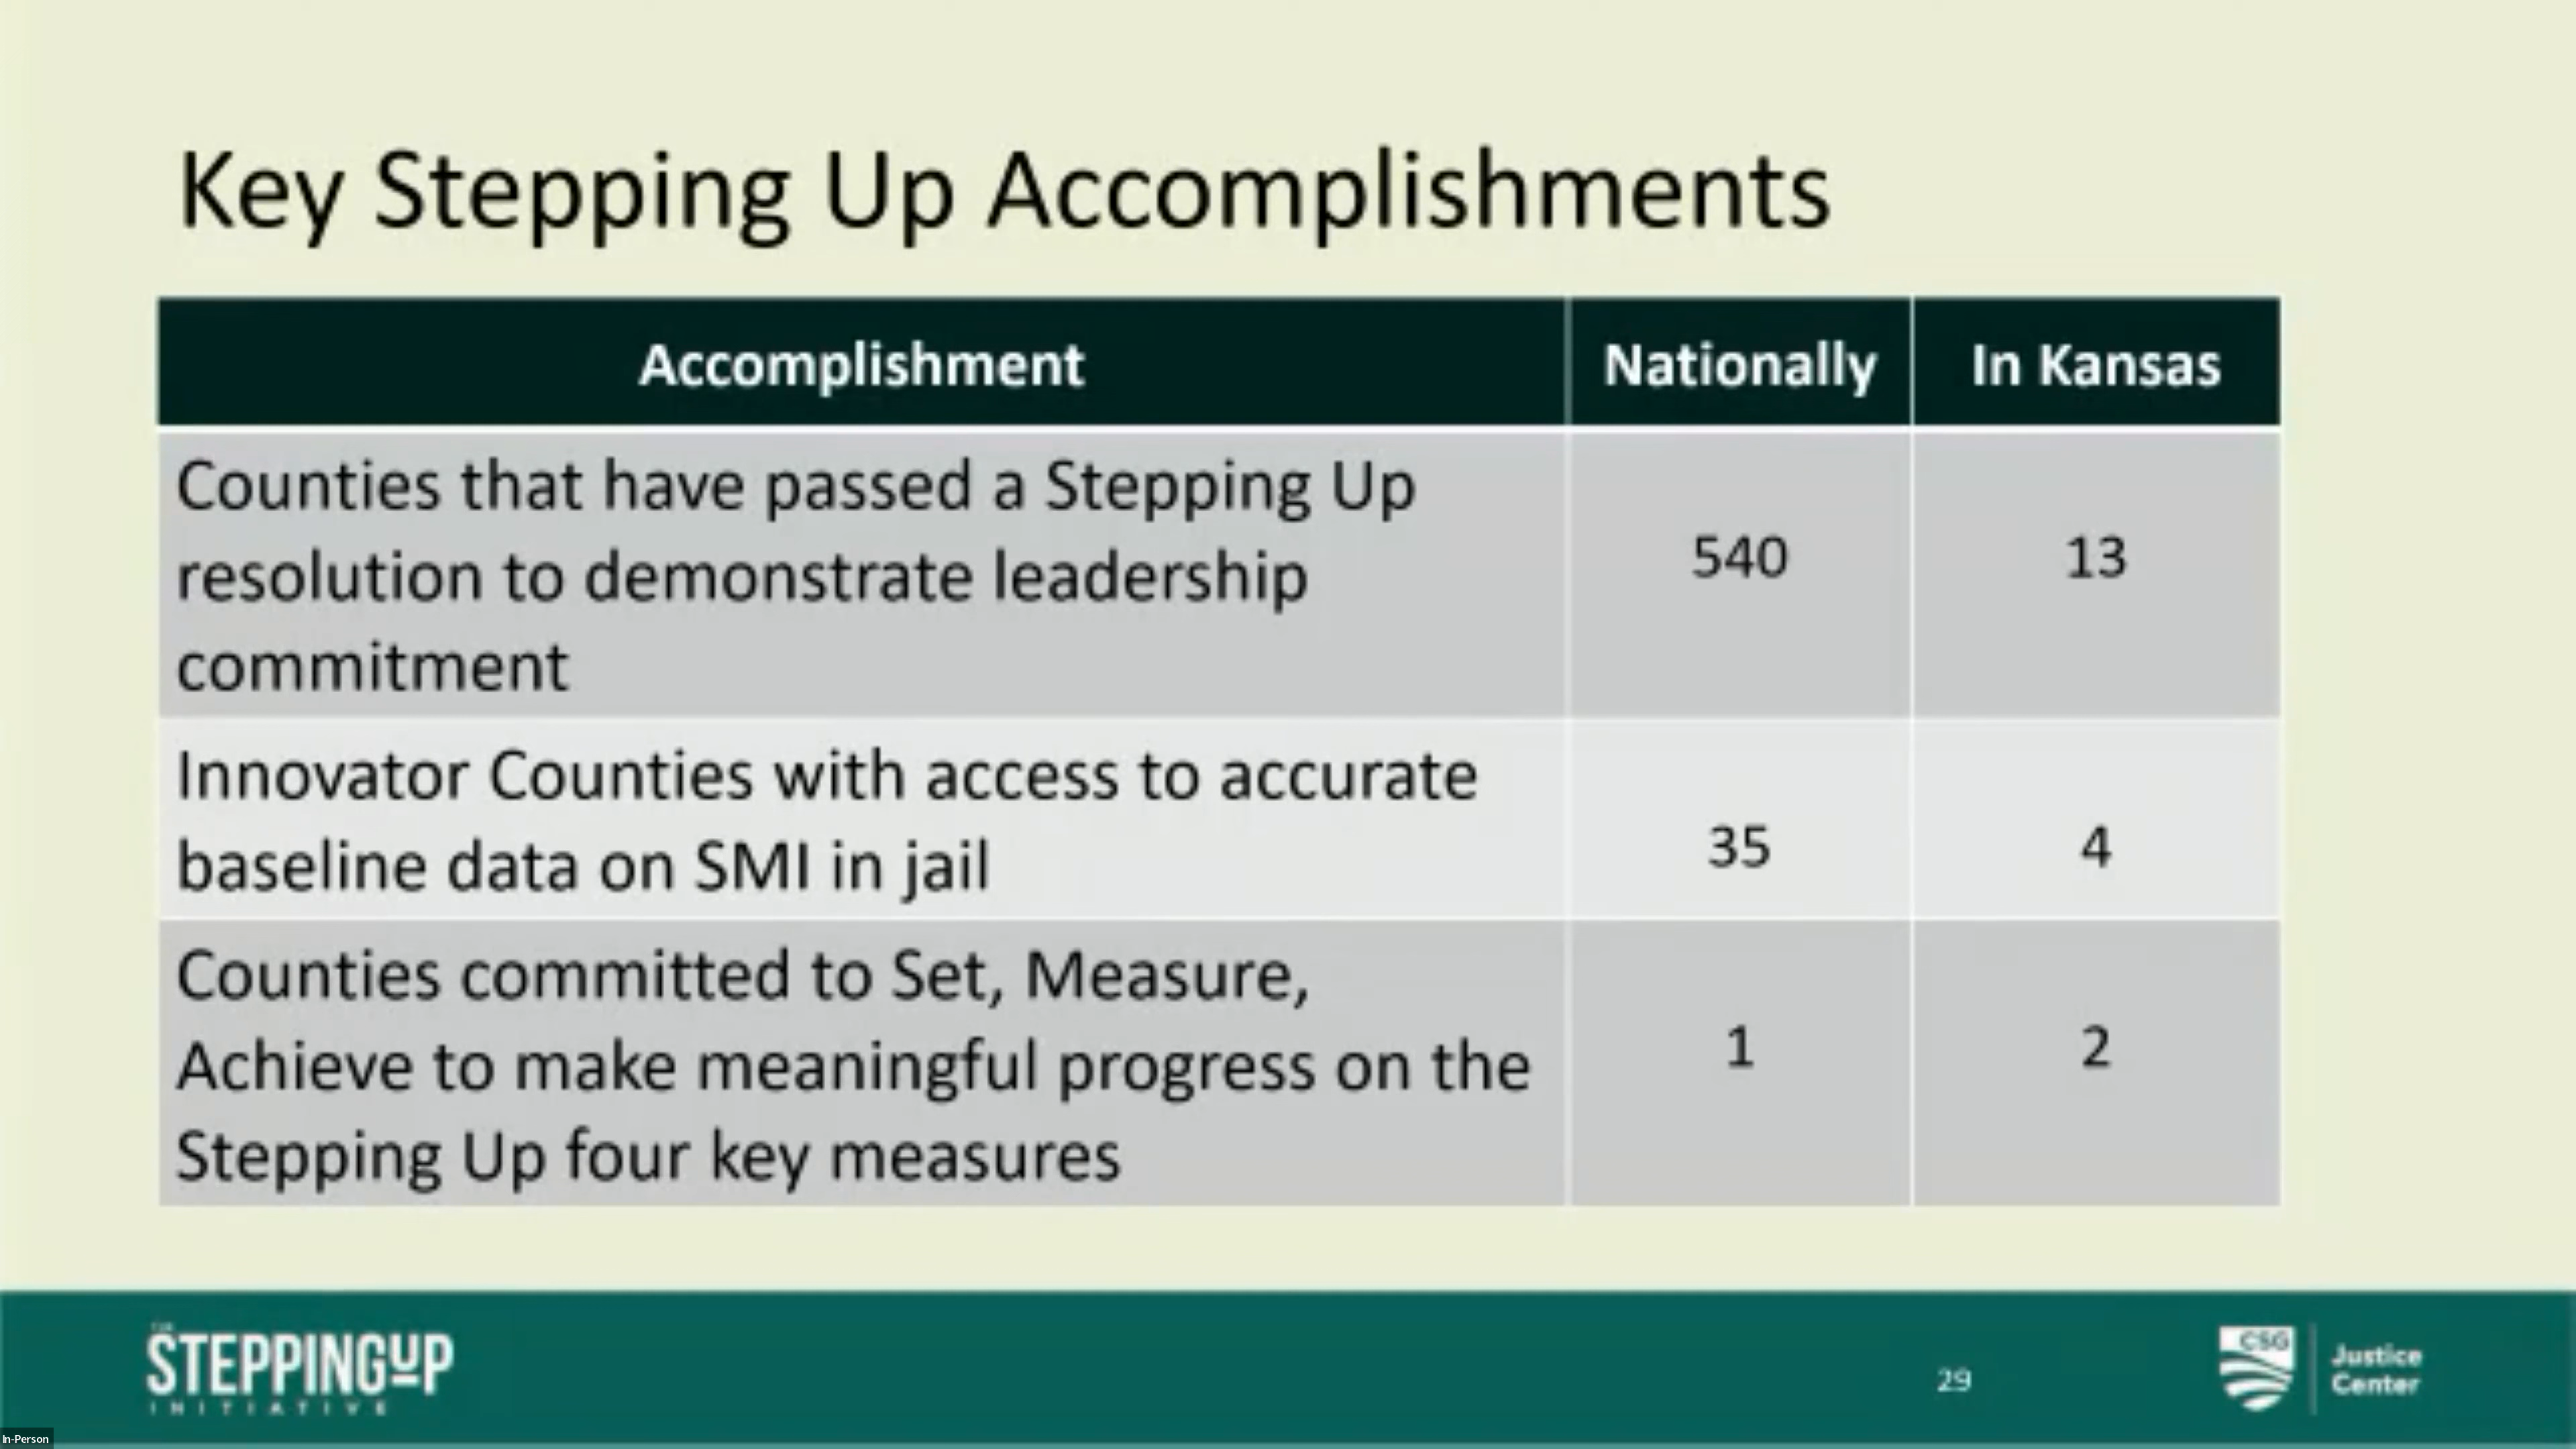 Key Stepping Up Accomplishments
Accomplishment Nationally In Kansas
Counties that have passed a Stepping Up
resolution to demonstrate leadership
commitment
540 13
Innovator Counties with access to accurate
baseline data on SMI in jail
35 4
Counties committed to Set, Measure,
Achieve to make meaningful progress on the
Stepping Up four key measures
1 2
THE
STEPPINGUP
INITIATIVE
29
CSG
Justice
Center
In-Person